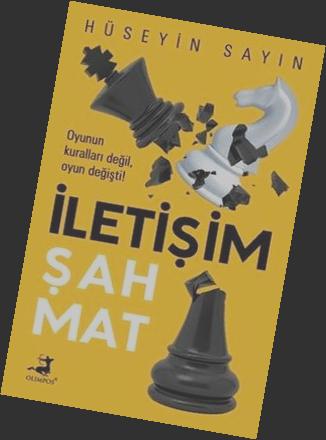 HÜSEYİN SAYIN
Oyunun
kuralları değil,
oyun değişti!
İLETİŞİM
ŞAH
MAT
OLIMPOS®